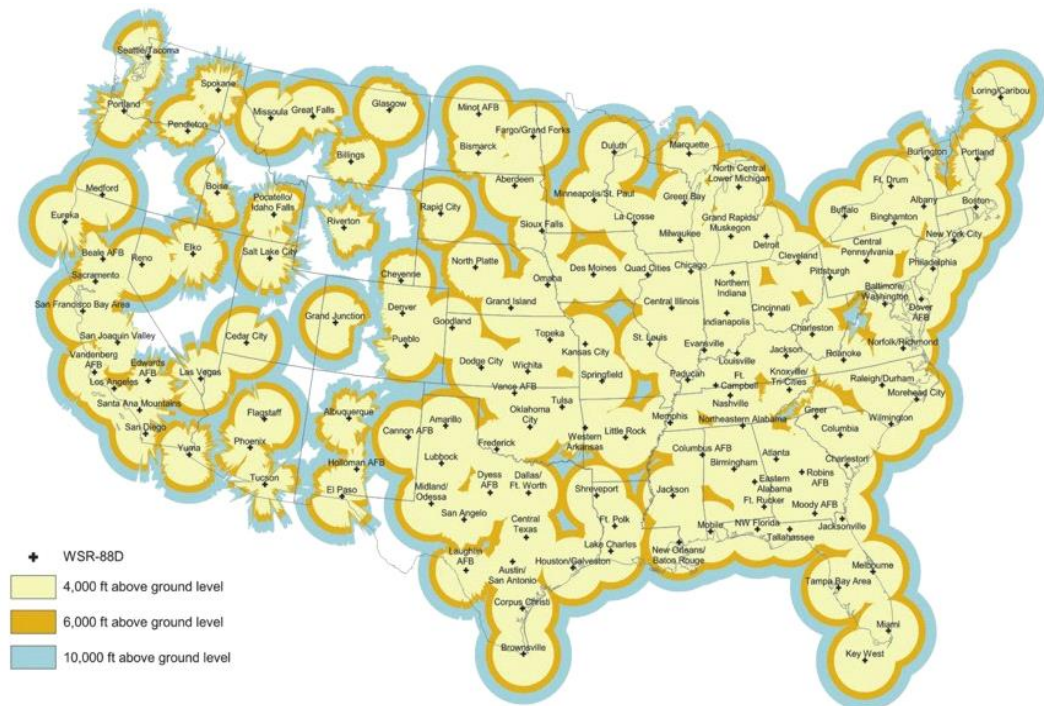 Seattle/Tacoma
Spokane
Portland
Pendleton
Missoula
Great Falls
Glasgow
Billings
Minot AFB
Fargo/Grand Forks
Bismarck
Aberdeen
Duluth
Marquette
North Central
Lower Michigan
Loring/Caribou
Burlington
Portland
Medford
Eureka
Boise
Pocatello/
Idaho Falls
Riverton
Rapid City
Sioux Falls
Minneapolis/St. Paul
La Crosse
Green Bay
Milwaukee
Grand Rapids/
Muskegon
Detroit
Buffalo
Ft. Drum
Binghamton
Albany
Boston
New York City
Beale AFB
Sacramento
Reno
Elko
Salt Lake City
Cheyenne
North Platte
Omaha
Des Moines
Quad Cities
Chicago
Northern
Indiana
Cleveland
Pittsburgh
Central
Pennsylvania
Philadelphia
Baltimore/
Washington
Dover
AFB
San Francisco Bay Area
San Joaquin Valley
Grand Junction
Denver
Pueblo
Goodland
Grand Island
Topeka
Kansas City
Central Illinois
St. Louis
Indianapolis
Cincinnati
Charleston
Evansville
Louisville
Jackson
Roanoke
Norfolk/Richmond
Vandenberg
AFB
Edwards
AFB
Los Angeles
Las Vegas
Cedar City
Dodge City
Wichita
Vance AFB
Springfield
Paducah
Ft.
Campbell
Nashville
Knoxville/
Tri-Cities
Raleigh/Durham
Morehead City
Santa Ana Mountains
San Diego
Yuma
Phoenix
Flagstaff
Tucson
Albuquerque
Holloman AFB
El Paso
Cannon AFB
Amarillo
Lubbock
Oklahoma
City
Tulsa
Frederick
Western
Arkansas
Little Rock
Memphis
Northeastern Alabama
Greer
Columbia
Wilmington
Charleston
Columbus AFB
Birmingham
Atlanta
Eastern
Alabama
Robins
AFB
Midland/
Odessa
San Angelo
Dyess
AFB
Dallas/
Ft. Worth
Shreveport
Jackson
Ft. Rucker
Moody AFB
Jacksonville
Central
Texas
Ft. Polk
Lake Charles
New Orleans/
Baton Rouge
Mobile
NW Florida
Tallahassee
Laughlin
AFB
Austin/
San Antonio
Houston/Galveston
Corpus Christi
Brownsville
Melbourne
Tampa Bay Area
Miami
Key West
WSR-88D
4,000 ft above ground level
6,000 ft above ground level
10,000 ft above ground level